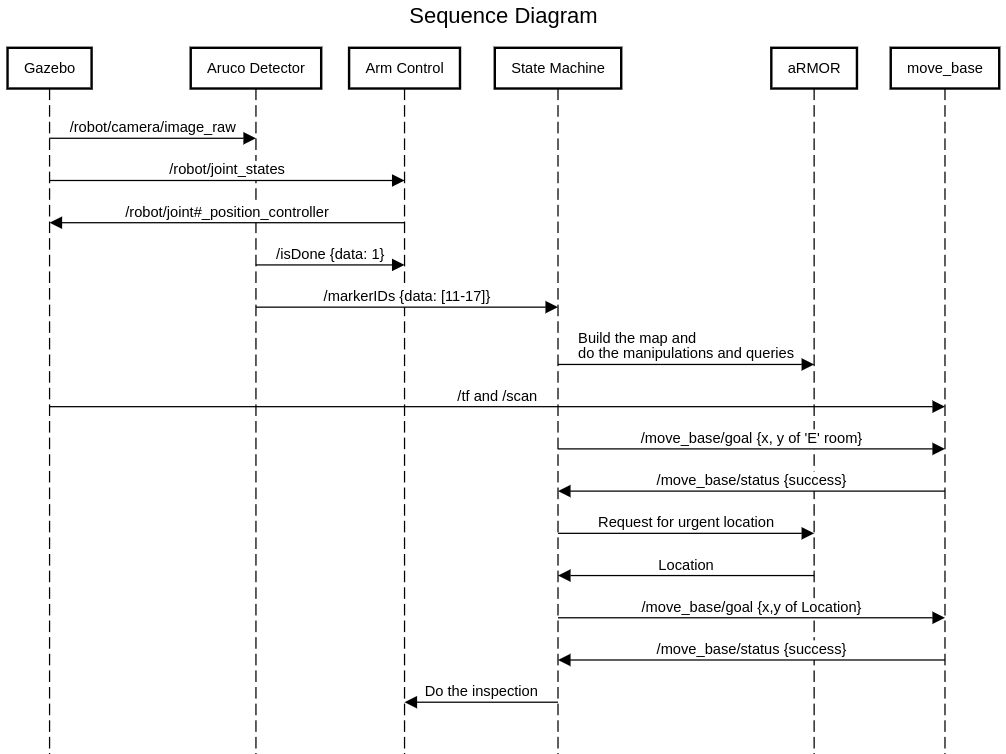 Sequence Diagram
Gazebo
Aruco Detector
Arm Control
State Machine
aRMOR
move_base
/robot/camera/image_raw
/robot/joint_states
/robot/joint#_position_controller
/isDone {data: 1}
/markerIDs {data: [11-17]}
Build the map and
do the manipulations and queries
/tf and /scan
/move_base/goal {x, y of 'E' room}
/move_base/status {success}
Request for urgent location
Location
/move_base/goal {x,y of Location}
/move_base/status {success}
Do the inspection